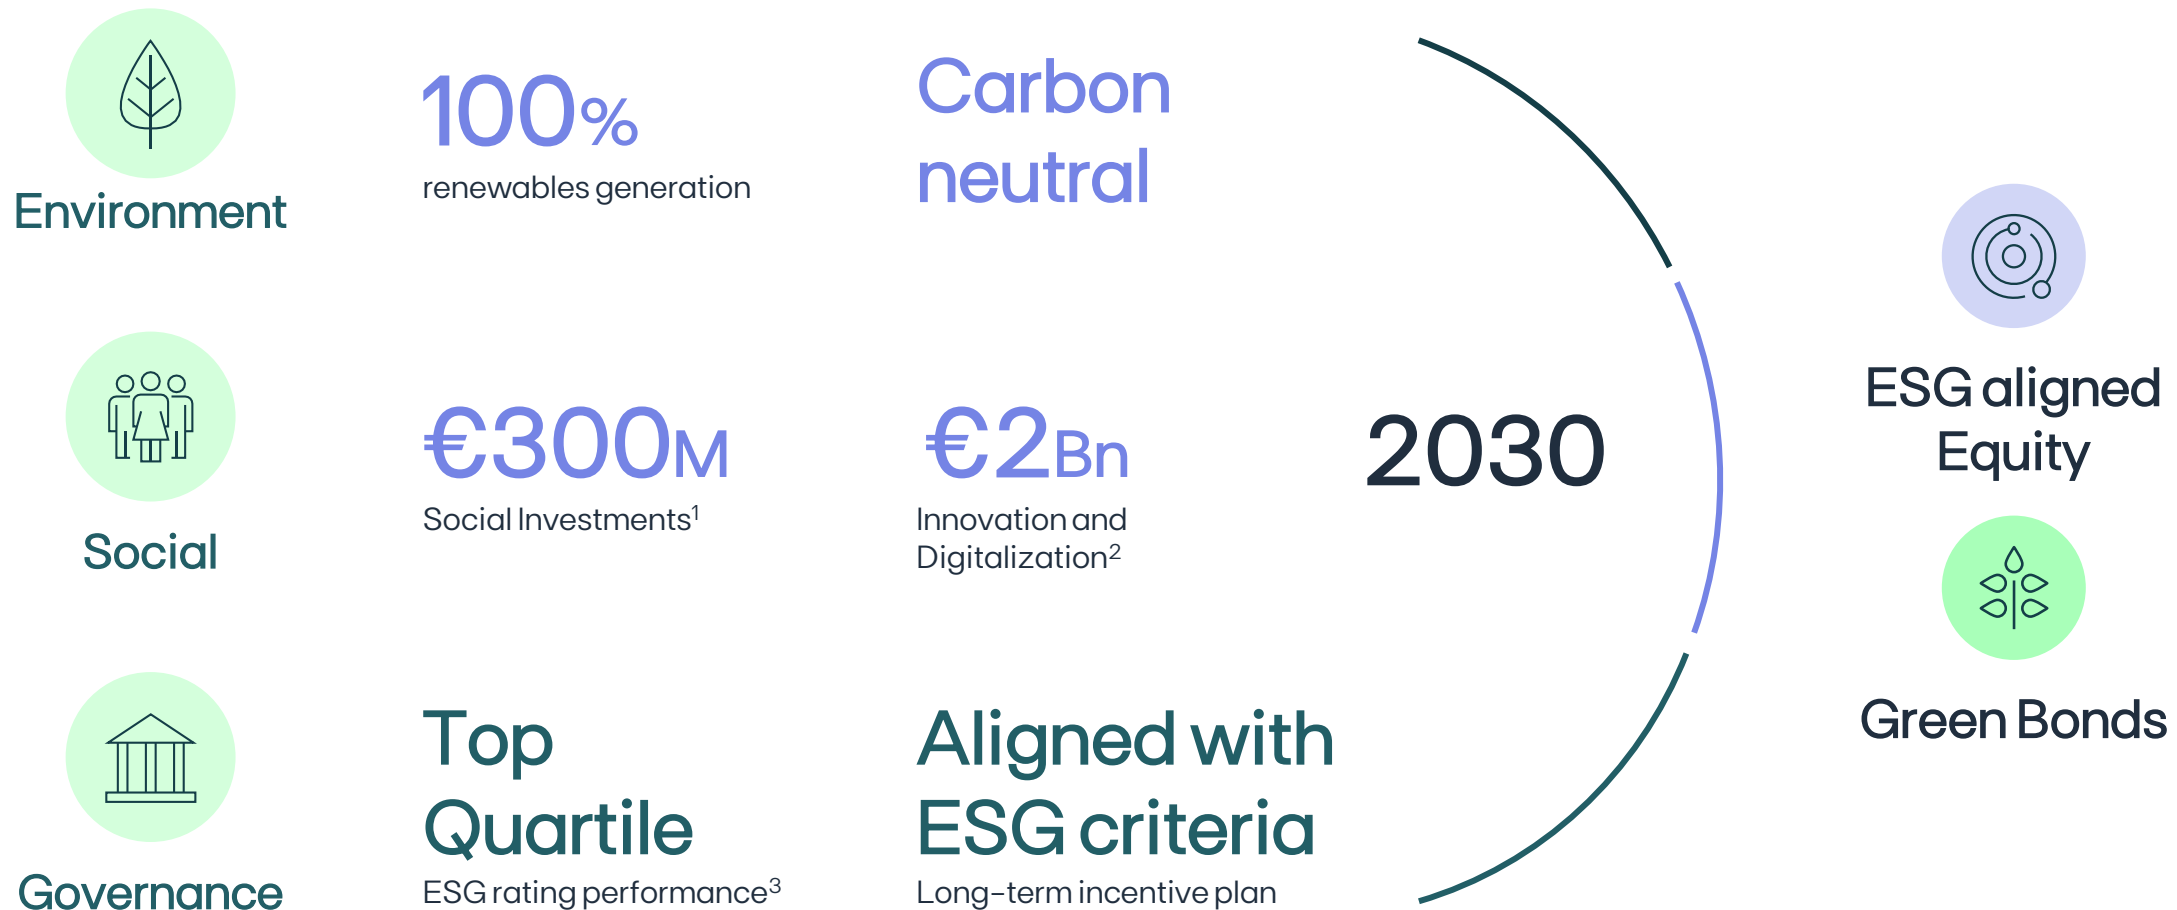 Environment
100%
renewables generation
Carbon
neutral
Social
€300M
Social Investments¹
€2Bn
Innovation and
Digitalization²
Governance
Top
Quartile
ESG rating performance³
Aligned with
ESG criteria
Long-term incentive plan
2030
ESG aligned
Equity
Green Bonds